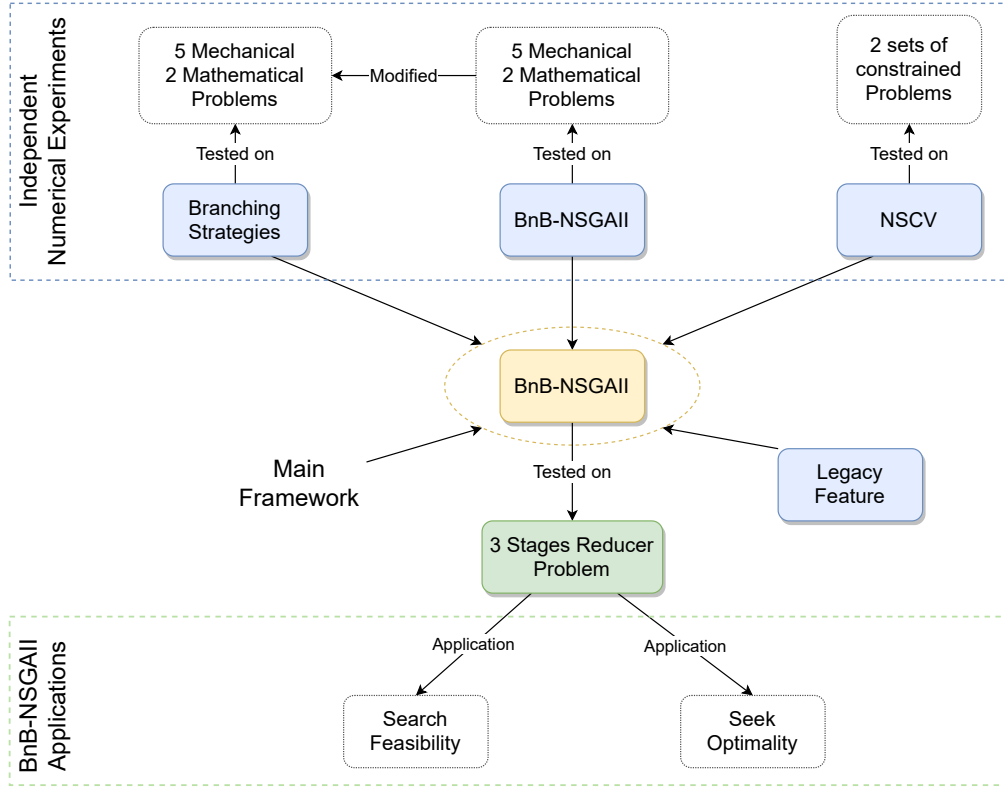 Independent
Numerical Experiments
5 Mechanical
2 Mathematical
Problems
Modified
5 Mechanical
2 Mathematical
Problems
2 sets of
constrained
Problems
Tested on
Tested on
Tested on
Branching
Strategies
BnB-NSGAII
NSCV
BnB-NSGAII
Main
Framework
Tested on
Legacy
Feature
3 Stages Reducer
Problem
BnB-NSGAII
Applications
Application
Application
Search
Feasibility
Seek
Optimality